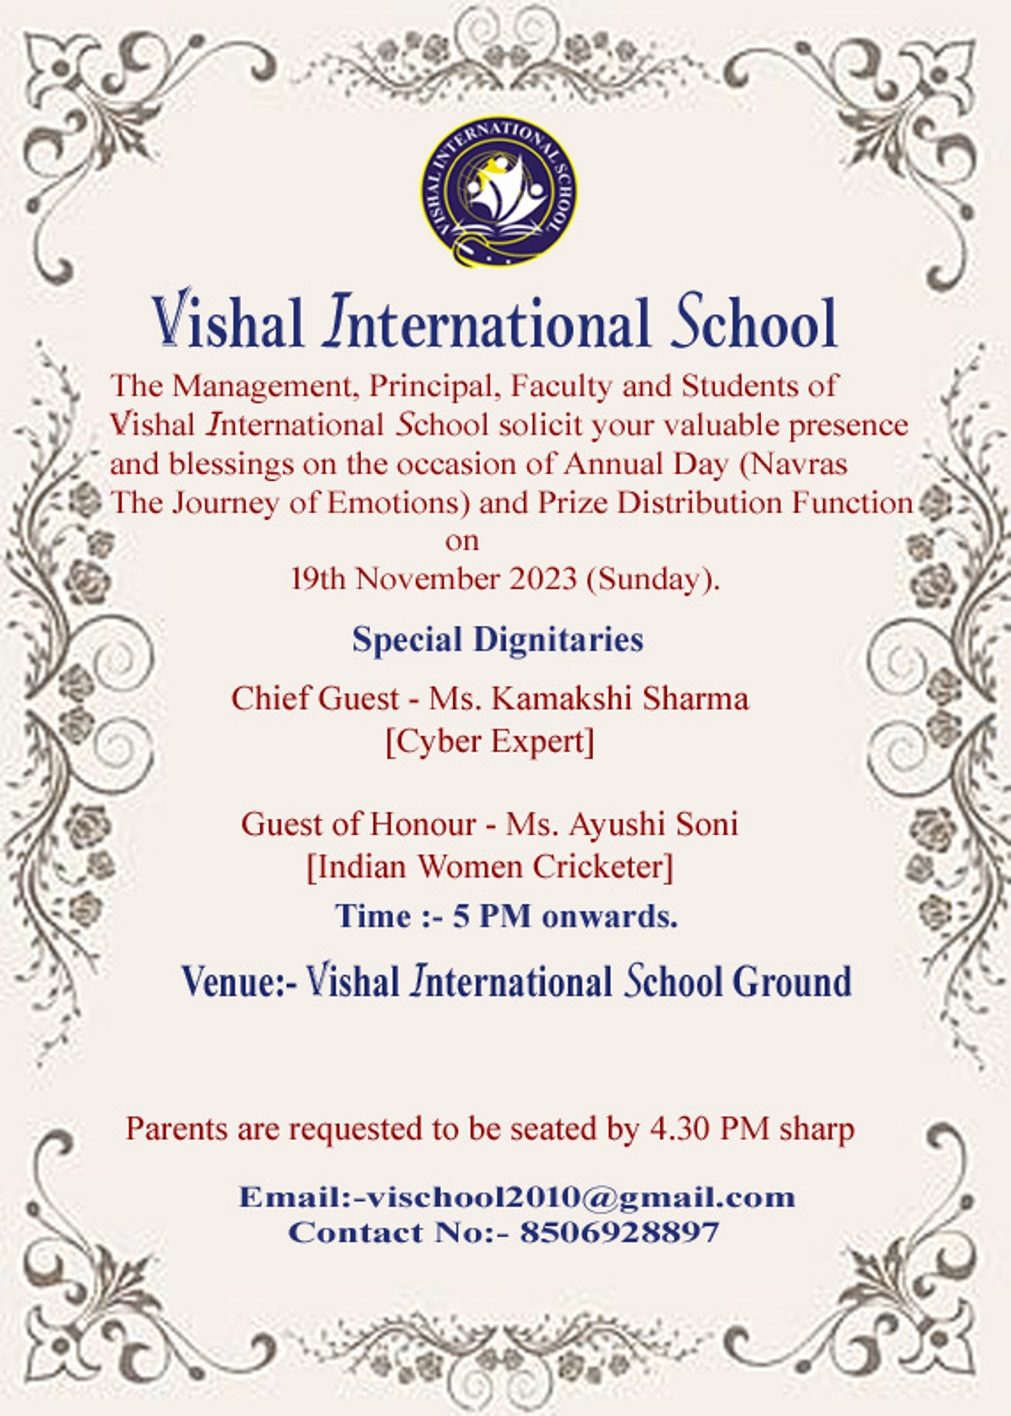 VISHAL INTERNATIONAL SCHOOL
Vishal International School
The Management, Principal, Faculty and Students of
Vishal International School solicit your valuable presence
and blessings on the occasion of Annual Day (Navras
The Journey of Emotions) and Prize Distribution Function
on
19th November 2023 (Sunday).
Special Dignitaries
Chief Guest - Ms. Kamakshi Sharma
[Cyber Expert]
Guest of Honour - Ms. Ayushi Soni
[Indian Women Cricketer]
Time :- 5 PM onwards.
Venue:- Vishal International School Ground
Parents are requested to be seated by 4.30 PM sharp
Email:-vischool2010@gmail.com
Contact No:- 8506928897